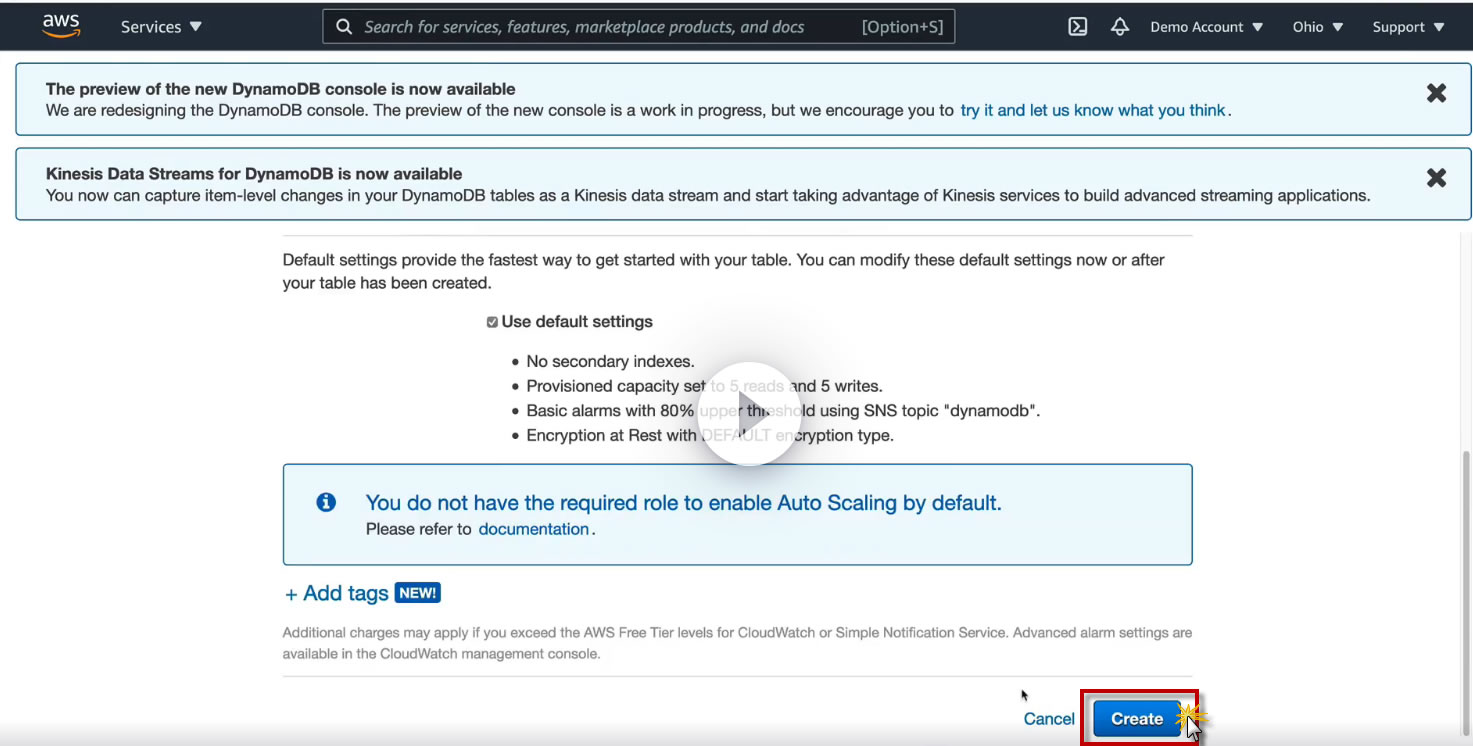 aws Services Search for services, features, marketplace products, and docs [Option+S] Demo Account Ohio Support
The preview of the new DynamoDB console is now available
We are redesigning the DynamoDB console. The preview of the new console is a work in progress, but we encourage you to try it and let us know what you think.
Kinesis Data Streams for DynamoDB is now available
You now can capture item-level changes in your DynamoDB tables as a Kinesis data stream and start taking advantage of Kinesis services to build advanced streaming applications.
Default settings provide the fastest way to get started with your table. You can modify these default settings now or after
your table has been created.
Use default settings
• No secondary indexes.
• Provisioned capacity set to 5 reads and 5 writes.
• Basic alarms with 80% upper threshold using SNS topic "dynamodb".
• Encryption at Rest with DEFAULT encryption type.
You do not have the required role to enable Auto Scaling by default.
Please refer to documentation.
+ Add tags NEW!
Additional charges may apply if you exceed the AWS Free Tier levels for CloudWatch or Simple Notification Service. Advanced alarm settings are
available in the CloudWatch management console.
Cancel Create